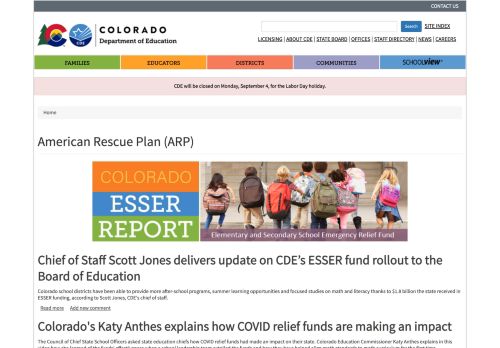 CONTACT US
COLORADO
Department of Education
CDE
Search
SITE INDEX
LICENSING | ABOUT CDE | STATE BOARD | OFFICES | STAFF DIRECTORY | NEWS | CAREERS
FAMILIES
EDUCATORS
DISTRICTS
COMMUNITIES
SCHOOLVIEW
CDE will be closed on Monday, September 4, for the Labor Day holiday.
Home
American Rescue Plan (ARP)
COLORADO
ESSER
REPORT
Elementary and Secondary School Emergency Relief Fund
Chief of Staff Scott Jones delivers update on CDE’s ESSER fund rollout to the
Board of Education
Colorado school districts have been able to provide more after-school programs, summer learning opportunities and focused studies on math and literacy thanks to $1.8 billion the state received in
ESSER funding, according to Scott Jones, CDE's chief of staff.
Read more Add new comment
Colorado's Katy Anthes explains how COVID relief funds are making an impact
The Council of Chief State School Officers asked state education chiefs how COVID relief funds had made an impact on their state. Colorado Education Commissioner Katy Anthes explains in this